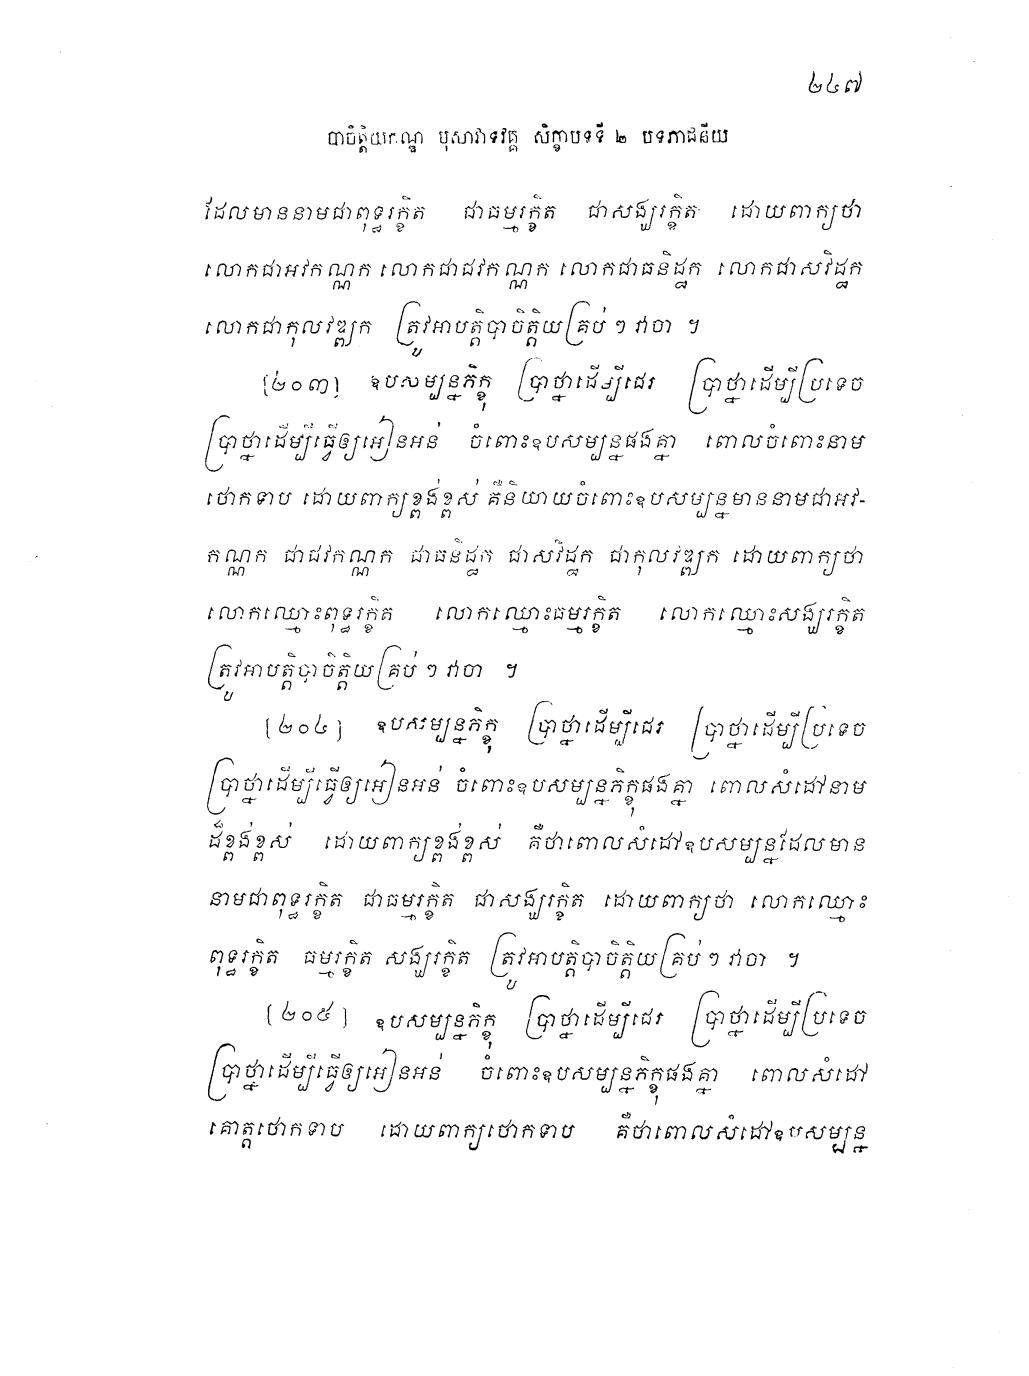 ២៤៧
បាចិត្តិយកណ្ឌ មុសាវាទវគ្គ សិក្ខាបទទី ២ បទភាជនីយ
ដែលមាននាមជាពុទ្ធរក្ខិត ជាធម្មរក្ខិត ជាសង្ឃរក្ខិត ដោយពាក្យថា
លោកជាអវកណ្ណក លោកជាជវកណ្ណក លោកជាធនិដ្ឋក លោកជាសវិដ្ឋក
លោកជាកុលវឌ្ឍក ត្រូវអាបត្តិបាចិត្តិយគ្រប់ ៗ វាចា ។
[២០៣] ឧបសម្បន្នភិក្ខុ ប្រាថ្នាដើម្បីជេរ ប្រាថ្នាដើម្បីប្រទេច
ប្រាថ្នាដើម្បីធ្វើឲ្យអៀនអន់ ចំពោះឧបសម្បន្នផងគ្នា ពោលចំពោះនាម
ថោកទាប ដោយពាក្យខ្ពង់ខ្ពស់ គឺនិយាយចំពោះឧបសម្បន្នមាននាមជាអវ-
កណ្ណក ជាជវកណ្ណក ជាធនិដ្ឋក ជាសវិដ្ឋក ជាកុលវឌ្ឍក ដោយពាក្យថា
លោកឈ្មោះពុទ្ធរក្ខិត លោកឈ្មោះធម្មរក្ខិត លោកឈ្មោះសង្ឃរក្ខិត
ត្រូវអាបត្តិបាចិត្តិយគ្រប់ ៗ វាចា ។
[២០៤] ឧបសម្បន្នភិក្ខុ ប្រាថ្នាដើម្បីជេរ ប្រាថ្នាដើម្បីប្រទេច
ប្រាថ្នាដើម្បីធ្វើឲ្យអៀនអន់ ចំពោះឧបសម្បន្នភិក្ខុផងគ្នា ពោលសំដៅនាម
ដ៏ខ្ពង់ខ្ពស់ ដោយពាក្យខ្ពង់ខ្ពស់ គឺថាពោលសំដៅឧបសម្បន្នដែលមាន
នាមជាពុទ្ធរក្ខិត ជាធម្មរក្ខិត ជាសង្ឃរក្ខិត ដោយពាក្យថា លោកឈ្មោះ
ពុទ្ធរក្ខិត ធម្មរក្ខិត សង្ឃរក្ខិត ត្រូវអាបត្តិបាចិត្តិយគ្រប់ ៗ វាចា ។
[២០៥] ឧបសម្បន្នភិក្ខុ ប្រាថ្នាដើម្បីជេរ ប្រាថ្នាដើម្បីប្រទេច
ប្រាថ្នាដើម្បីធ្វើឲ្យអៀនអន់ ចំពោះឧបសម្បន្នភិក្ខុផងគ្នា ពោលសំដៅ
គោត្តថោកទាប ដោយពាក្យថោកទាប គឺថាពោលសំដៅឧបសម្បន្ន